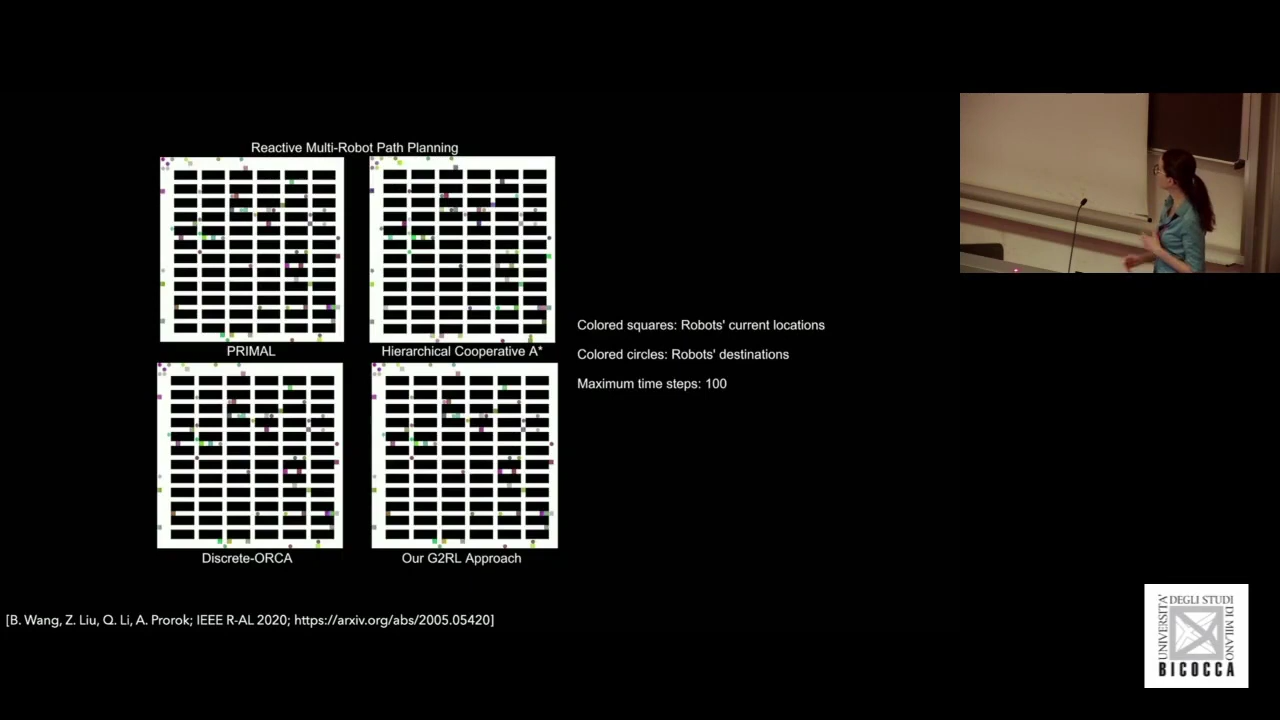 Reactive Multi-Robot Path Planning
PRIMAL
Hierarchical Cooperative A*
Colored squares: Robots' current locations
Colored circles: Robots' destinations
Maximum time steps: 100
Discrete-ORCA
Our G2RL Approach
[B. Wang, Z. Liu, Q. Li, A. Prorok; IEEE R-AL 2020; https://arxiv.org/abs/2005.05420]
UNIVERSITA'
DEGLI STUDI
DI MILANO
BICOCCA